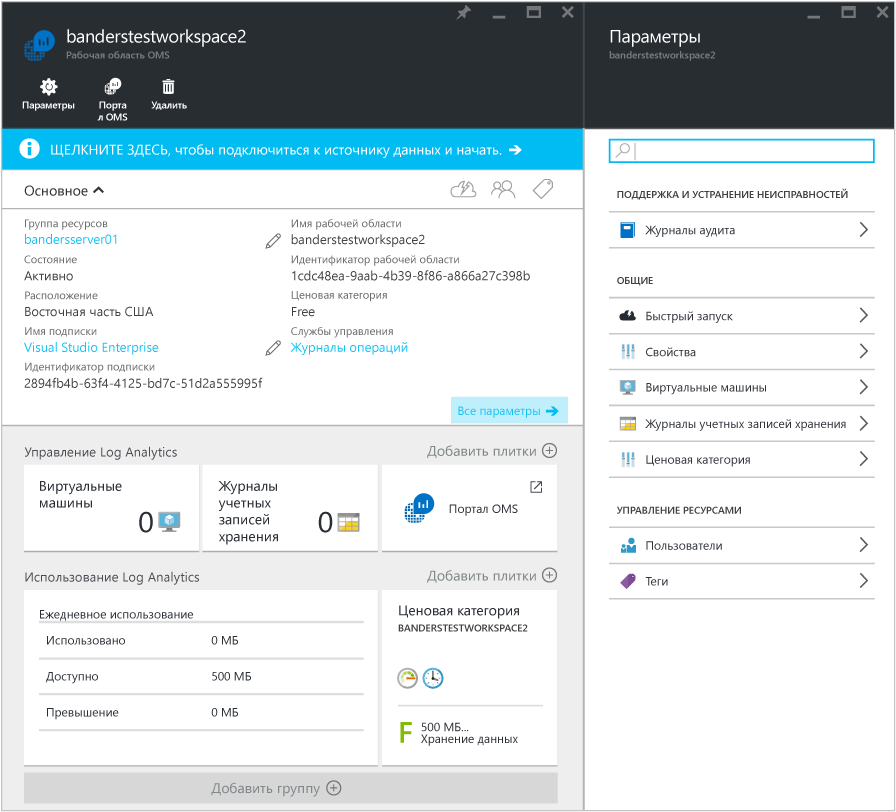 banderstestworkspace2
Рабочая область OMS
Параметры
Порта
л OMS
Удалить
ЩЕЛКНИТЕ ЗДЕСЬ, чтобы подключиться к источнику данных и начать.
Основное
Группа ресурсов
bandersserver01
Состояние
Активно
Расположение
Восточная часть США
Имя подписки
Visual Studio Enterprise
Идентификатор подписки
2894fb4b-63f4-4125-bd7c-51d2a555995f
Имя рабочей области
banderstestworkspace2
Идентификатор рабочей области
1cdc48ea-9aab-4b39-8f86-a866a27c398b
Ценовая категория
Free
Службы управления
Журналы операций
Все параметры
Управление Log Analytics
Добавить плитки
Виртуальные
машины
0
Журналы
учетных
записей
хранения
0
Портал OMS
Использование Log Analytics
Добавить плитки
Ежедневное использование
Использовано 0 МБ
Доступно 500 МБ
Превышение 0 МБ
Ценовая категория
BANDERSTESTWORKSPACE2
F
500 МБ...
Хранение данных
Добавить группу
Параметры
banderstestworkspace2
ПОДДЕРЖКА И УСТРАНЕНИЕ НЕИСПРАВНОСТЕЙ
Журналы аудита
ОБЩИЕ
Быстрый запуск
Свойства
Виртуальные машины
Журналы учетных записей хранения
Ценовая категория
УПРАВЛЕНИЕ РЕСУРСАМИ
Пользователи
Теги